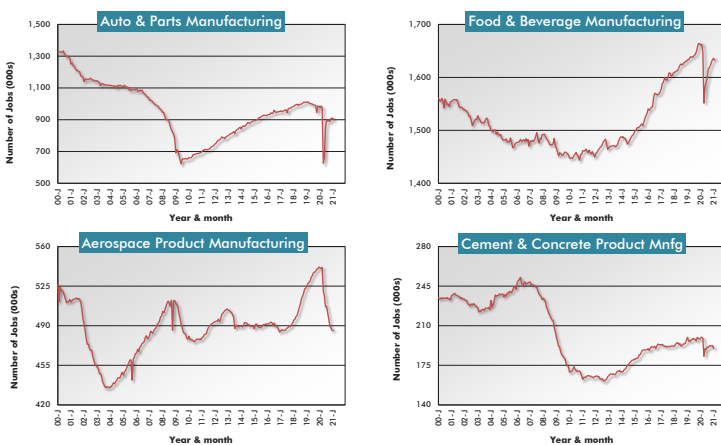 Auto & Parts Manufacturing
Number of Jobs (000s)
1,500
1,300
1,100
900
700
500
00-J
01-J
02-J
03-J
04-J
05-J
06-J
07-J
08-J
09-J
10-J
11-J
12-J
13-J
14-J
15-J
16-J
17-J
18-J
19-J
20-J
21-J
Year & month
Food & Beverage Manufacturing
Number of Jobs (000s)
1,700
1,600
1,500
1,400
00-J
01-J
02-J
03-J
04-J
05-J
06-J
07-J
08-J
09-J
10-J
11-J
12-J
13-J
14-J
15-J
16-J
17-J
18-J
19-J
20-J
21-J
Year & month
Aerospace Product Manufacturing
Number of Jobs (000s)
560
525
490
455
420
00-J
01-J
02-J
03-J
04-J
05-J
06-J
07-J
08-J
09-J
10-J
11-J
12-J
13-J
14-J
15-J
16-J
17-J
18-J
19-J
20-J
21-J
Year & month
Cement & Concrete Product Mnfg
Number of Jobs (000s)
280
245
210
175
140
00-J
01-J
02-J
03-J
04-J
05-J
06-J
07-J
08-J
09-J
10-J
11-J
12-J
13-J
14-J
15-J
16-J
17-J
18-J
19-J
20-J
21-J
Year & month